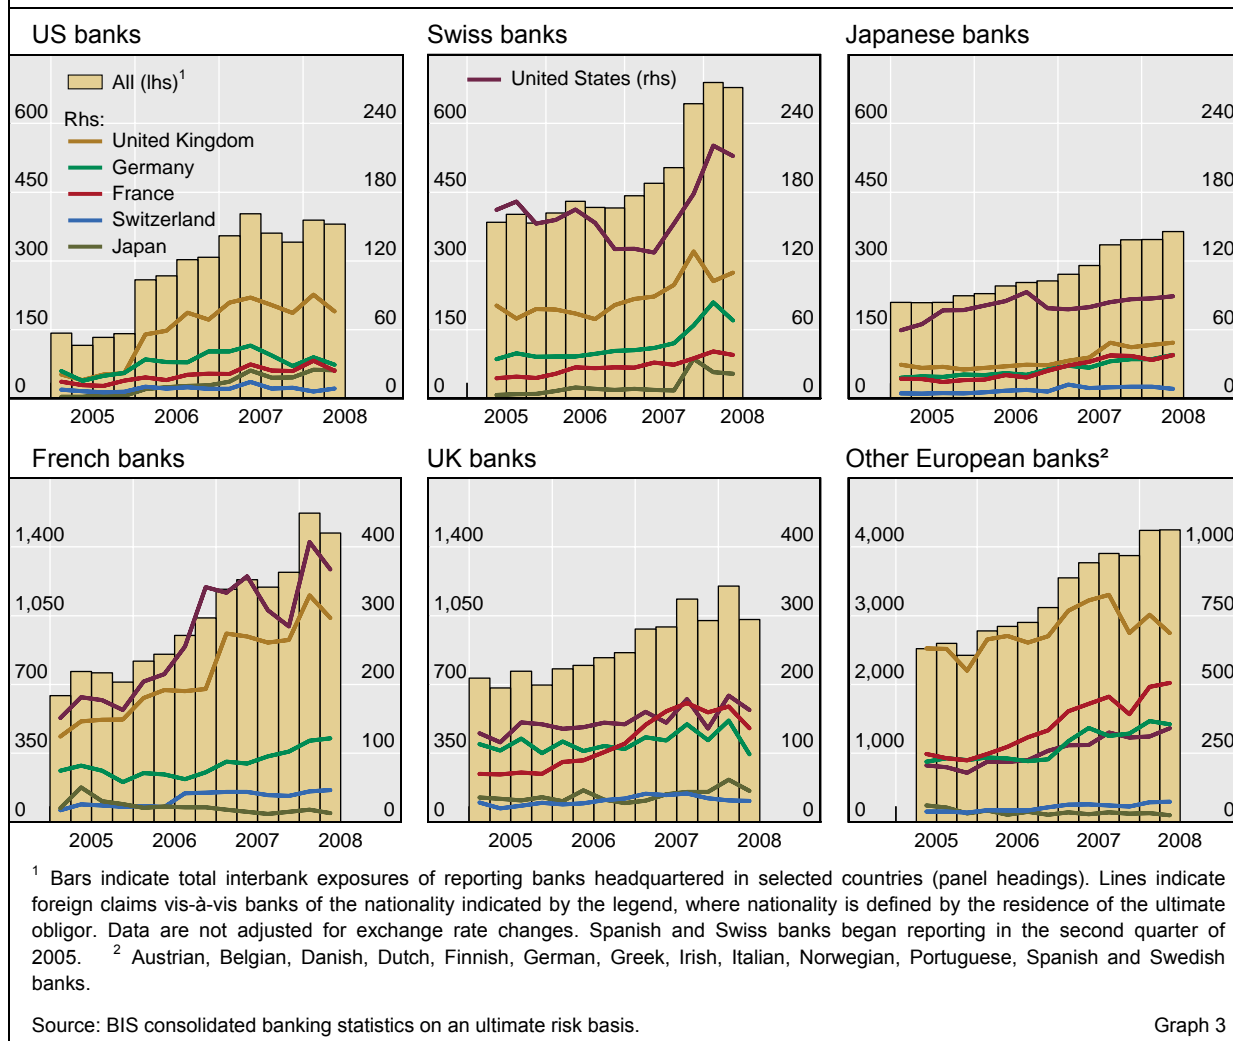 US banks
Swiss banks
Japanese banks
All (lhs)¹
United States (rhs)
Rhs:
United Kingdom
Germany
France
Switzerland
Japan
600 240 600 240 600 240
450 180 450 180 450 180
300 120 300 120 300 120
150 60 150 60 150 60
0 0 0 0 0 0
2005 2006 2007 2008 2005 2006 2007 2008 2005 2006 2007 2008
French banks
UK banks
Other European banks²
1,400 400 1,400 400 4,000 1,000
1,050 300 1,050 300 3,000 750
700 200 700 200 2,000 500
350 100 350 100 1,000 250
0 0 0 0 0 0
2005 2006 2007 2008 2005 2006 2007 2008 2005 2006 2007 2008
¹ Bars indicate total interbank exposures of reporting banks headquartered in selected countries (panel headings). Lines indicate
foreign claims vis-à-vis banks of the nationality indicated by the legend, where nationality is defined by the residence of the ultimate
obligor. Data are not adjusted for exchange rate changes. Spanish and Swiss banks began reporting in the second quarter of
2005. ² Austrian, Belgian, Danish, Dutch, Finnish, German, Greek, Irish, Italian, Norwegian, Portuguese, Spanish and Swedish
banks.
Source: BIS consolidated banking statistics on an ultimate risk basis. Graph 3